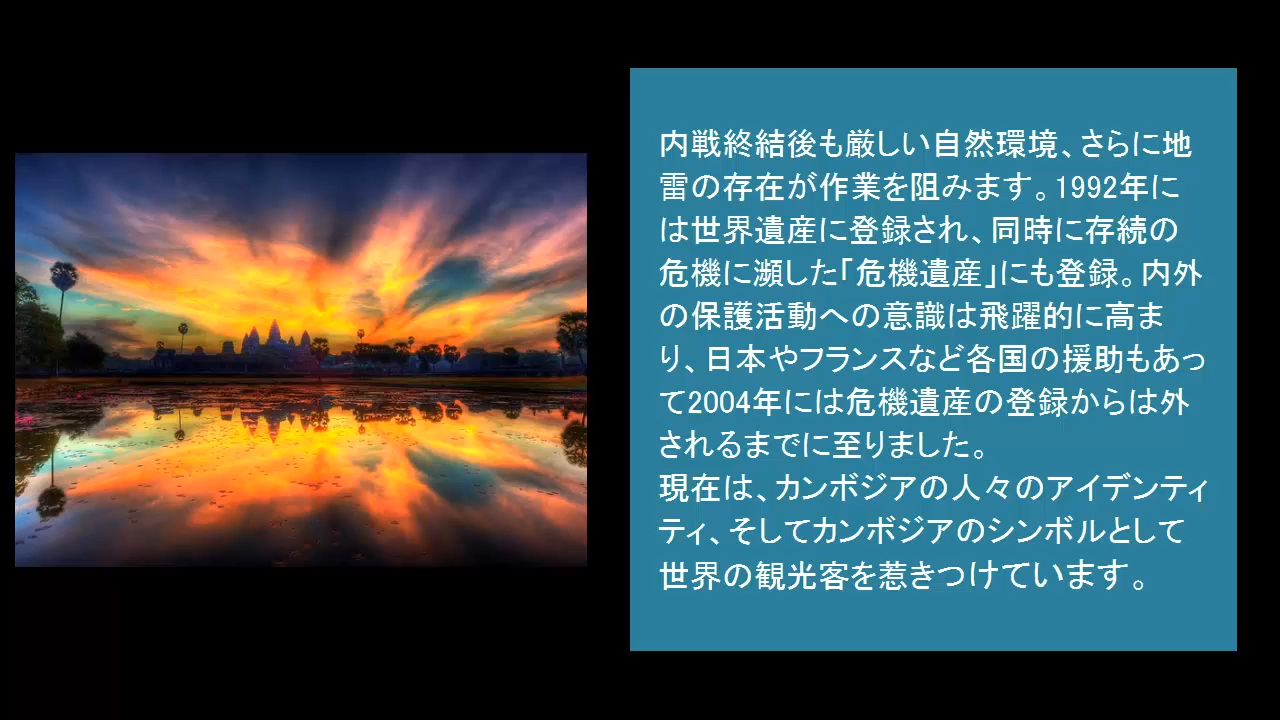 内戦終結後も厳しい自然環境、さらに地
雷の存在が作業を阻みます。1992年に
は世界遺産に登録され、同時に存続の
危機に瀕した「危機遺産」にも登録。内外
の保護活動への意識は飛躍的に高ま
り、日本やフランスなど各国の援助もあっ
て2004年には危機遺産の登録からは外
されるまでに至りました。
現在は、カンボジアの人々のアイデンティ
ティ、そしてカンボジアのシンボルとして
世界の観光客を惹きつけています。